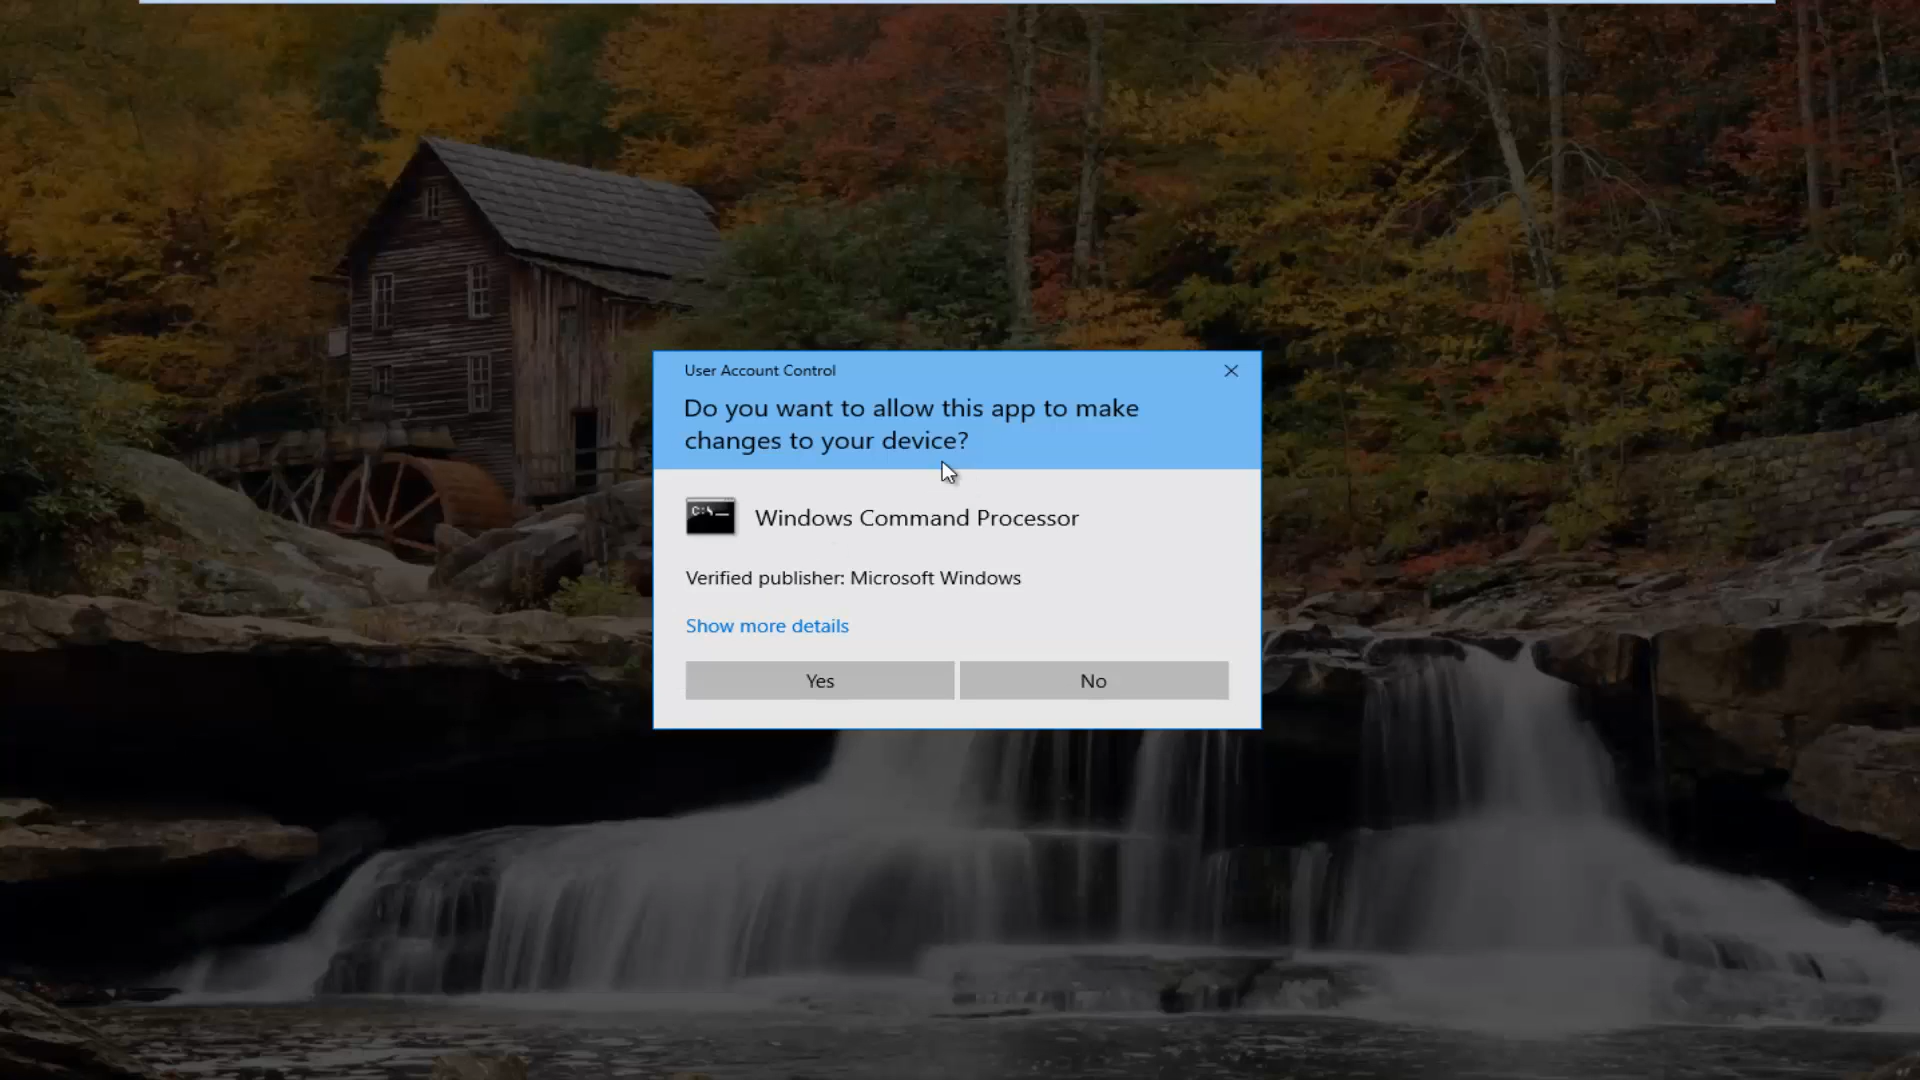 User Account Control
Do you want to allow this app to make
changes to your device?
C:\_
Windows Command Processor
Verified publisher: Microsoft Windows
Show more details
Yes
No